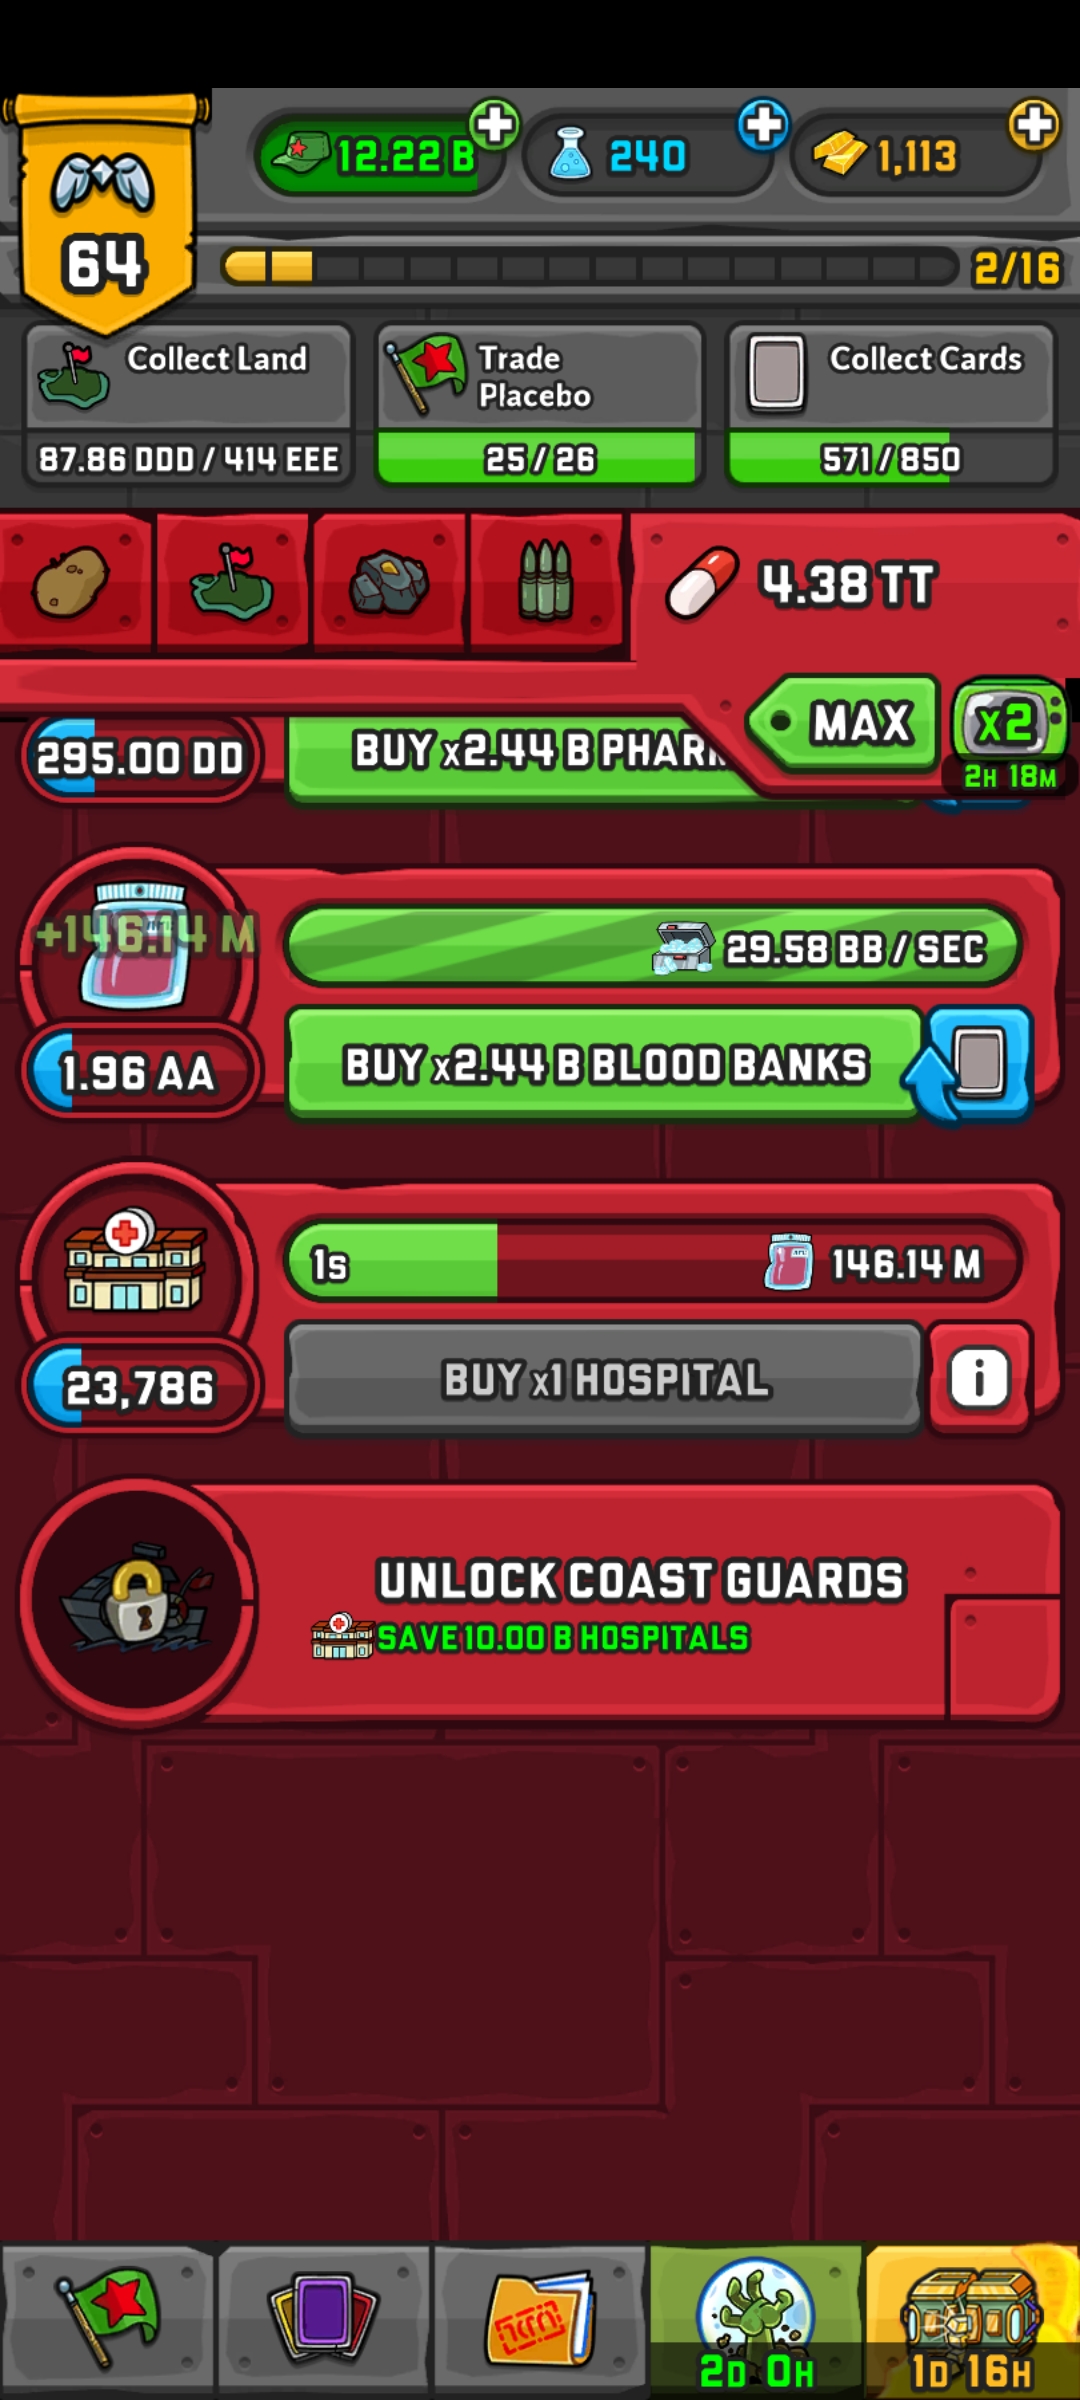 12.22 B
240
1,113
64
2/16
Collect Land
87.86 DDD / 414 EEE
Trade
Placebo
25 / 26
Collect Cards
571 / 850
4.38 TT
MAX
x2
2H 18M
295.00 DD
BUY x2.44 B
+146.14 M
29.58 BB / SEC
1.96 AA
BUY x2.44 B BLOOD BANKS
1s
146.14 M
23,786
BUY x1 HOSPITAL
i
UNLOCK COAST GUARDS
SAVE 10.00 B HOSPITALS
2D 0H
1D 16H